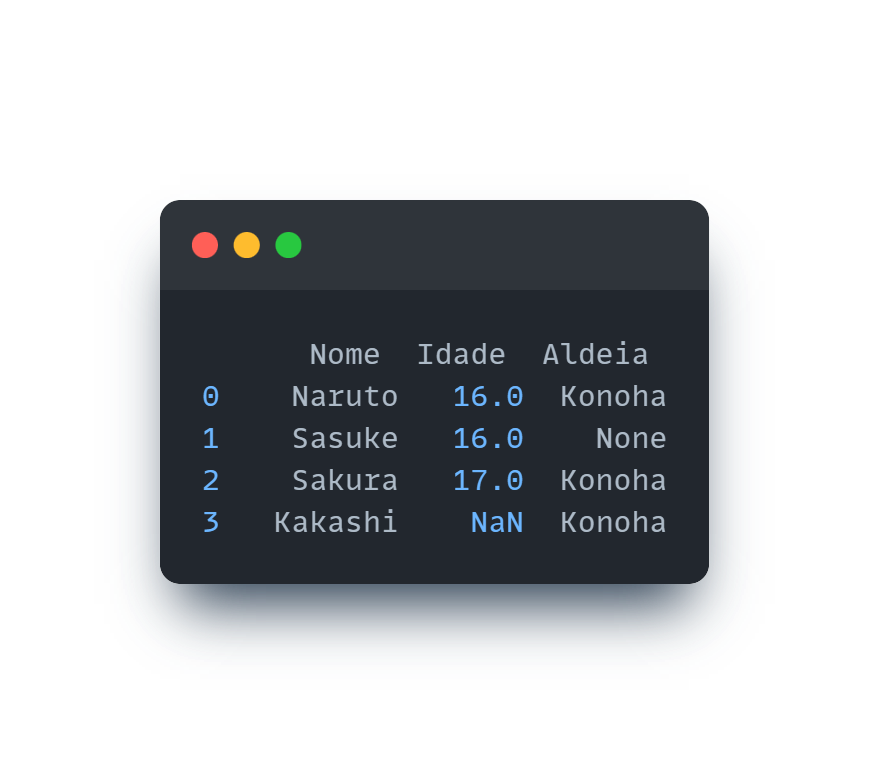 Nome Idade Aldeia
0 Naruto 16.0 Konoha
1 Sasuke 16.0 None
2 Sakura 17.0 Konoha
3 Kakashi NaN Konoha